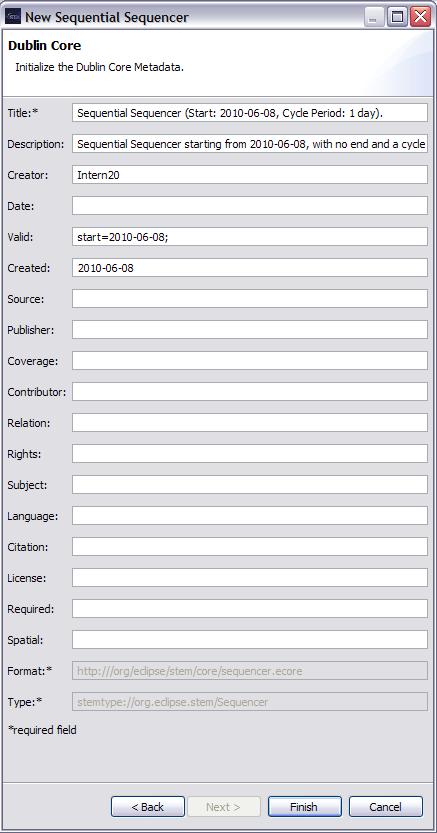 New Sequential Sequencer
Dublin Core
Initialize the Dublin Core Metadata.
Title:* Sequential Sequencer (Start: 2010-06-08, Cycle Period: 1 day).
Description: Sequential Sequencer starting from 2010-06-08, with no end and a cycle
Creator: Intern20
Date:
Valid: start=2010-06-08;
Created: 2010-06-08
Source:
Publisher:
Coverage:
Contributor:
Relation:
Rights:
Subject:
Language:
Citation:
License:
Required:
Spatial:
Format:* http:///org/eclipse/stem/core/sequencer.ecore
Type:* stemtype://org.eclipse.stem/Sequencer
*required field
< Back Next > Finish Cancel